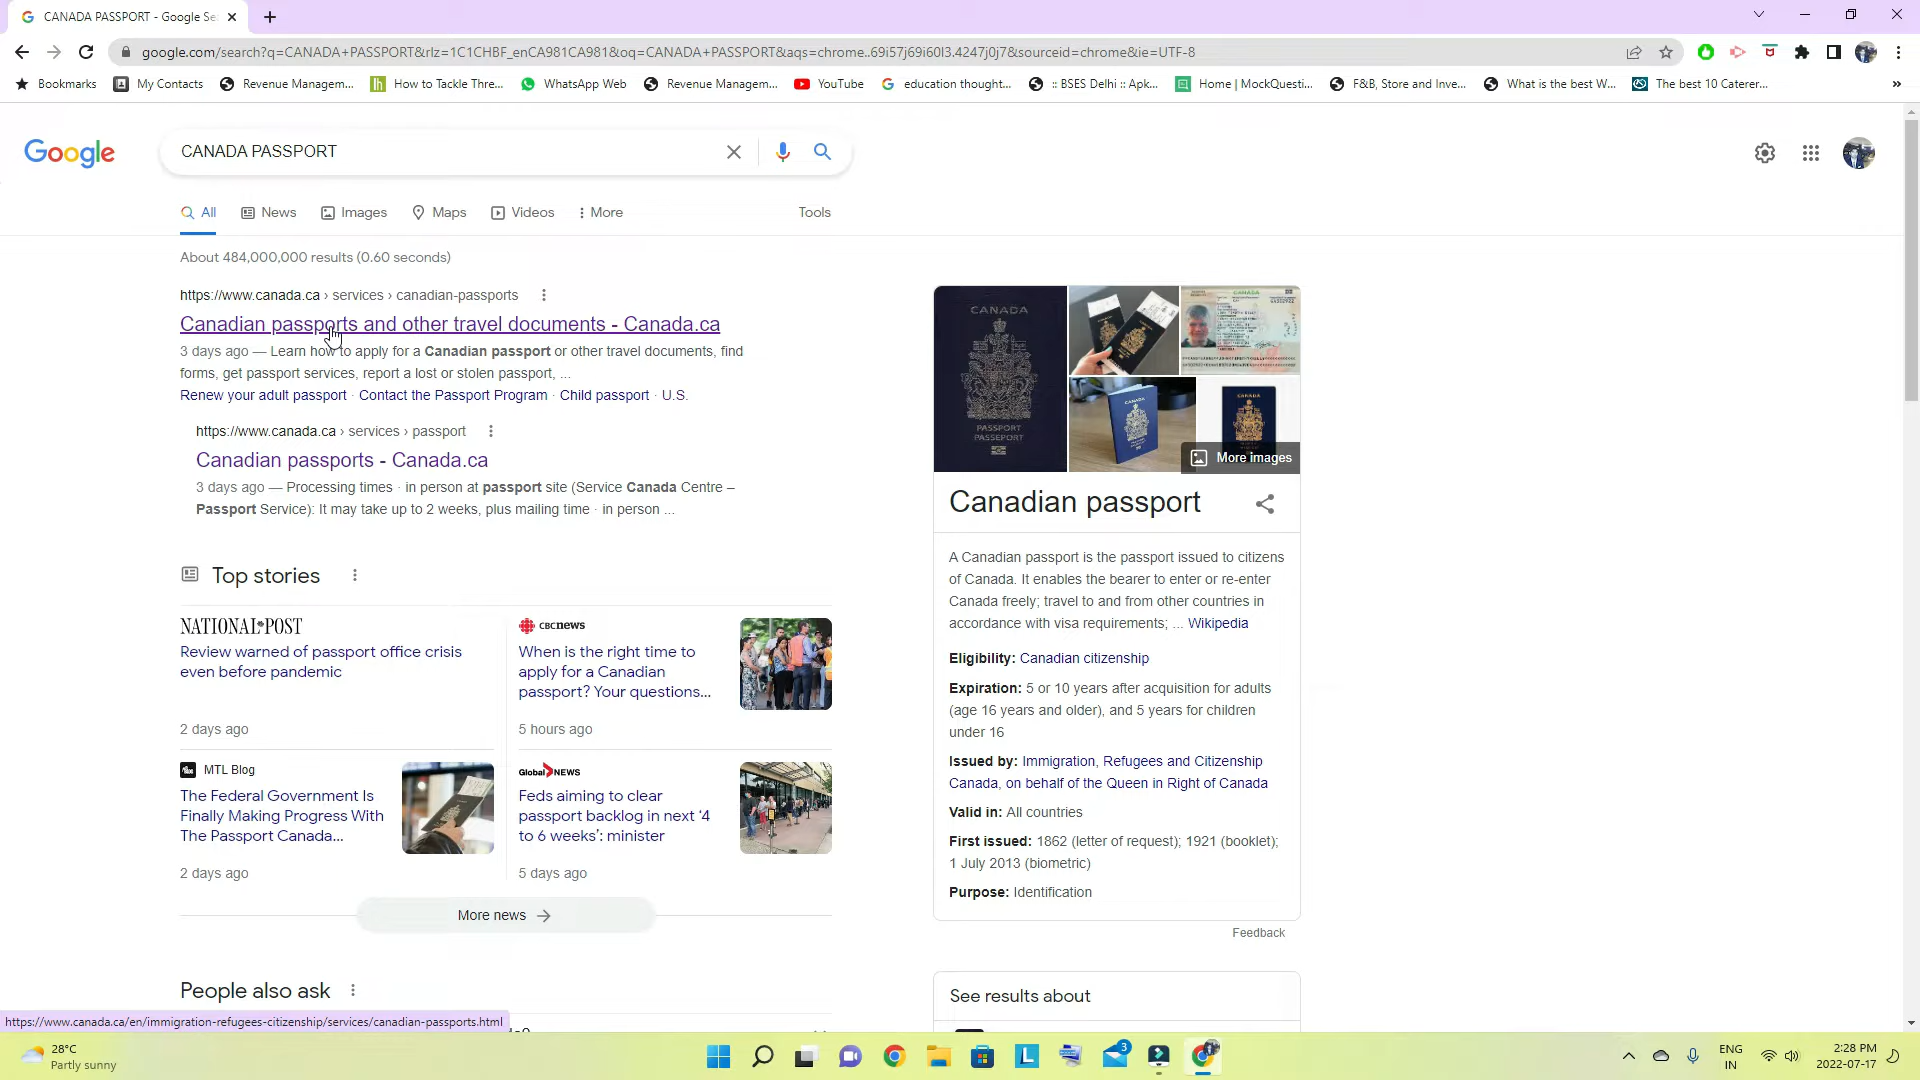 CANADA PASSPORT - Google Se
google.com/search?q=CANADA+PASSPORT&rlz=1C1CHBF_enCA981CA981&oq=CANADA+PASSPORT&aqs=chrome..69i57j69i60l3.4247j0j7&sourceid=chrome&ie=UTF-8
Bookmarks My Contacts Revenue Managem... How to Tackle Thre... WhatsApp Web Revenue Managem... YouTube education thought... :: BSES Delhi :: Apk... Home | MockQuesti... F&B, Store and Inve... What is the best W... The best 10 Caterer... »
Google
CANADA PASSPORT
All News Images Maps Videos More Tools
About 484,000,000 results (0.60 seconds)
https://www.canada.ca › services › canadian-passports
Canadian passports and other travel documents - Canada.ca
3 days ago — Learn how to apply for a Canadian passport or other travel documents, find
forms, get passport services, report a lost or stolen passport, ...
Renew your adult passport · Contact the Passport Program · Child passport · U.S.
https://www.canada.ca › services › passport
Canadian passports - Canada.ca
3 days ago — Processing times · in person at passport site (Service Canada Centre –
Passport Service): It may take up to 2 weeks, plus mailing time · in person ...
Top stories
NATIONAL POST
Review warned of passport office crisis
even before pandemic
2 days ago
CBCNEWS
When is the right time to
apply for a Canadian
passport? Your questions...
5 hours ago
MTL Blog
The Federal Government Is
Finally Making Progress With
The Passport Canada...
2 days ago
Global NEWS
Feds aiming to clear
passport backlog in next ‘4
to 6 weeks’: minister
5 days ago
More news
People also ask
CANADA
PASSPORT
PASSEPORT
CANADA
More images
Canadian passport
A Canadian passport is the passport issued to citizens
of Canada. It enables the bearer to enter or re-enter
Canada freely; travel to and from other countries in
accordance with visa requirements; ... Wikipedia
Eligibility: Canadian citizenship
Expiration: 5 or 10 years after acquisition for adults
(age 16 years and older), and 5 years for children
under 16
Issued by: Immigration, Refugees and Citizenship
Canada, on behalf of the Queen in Right of Canada
Valid in: All countries
First issued: 1862 (letter of request); 1921 (booklet);
1 July 2013 (biometric)
Purpose: Identification
Feedback
See results about
https://www.canada.ca/en/immigration-refugees-citizenship/services/canadian-passports.html
28°C
Partly sunny
3
ENG
IN
2:28 PM
2022-07-17